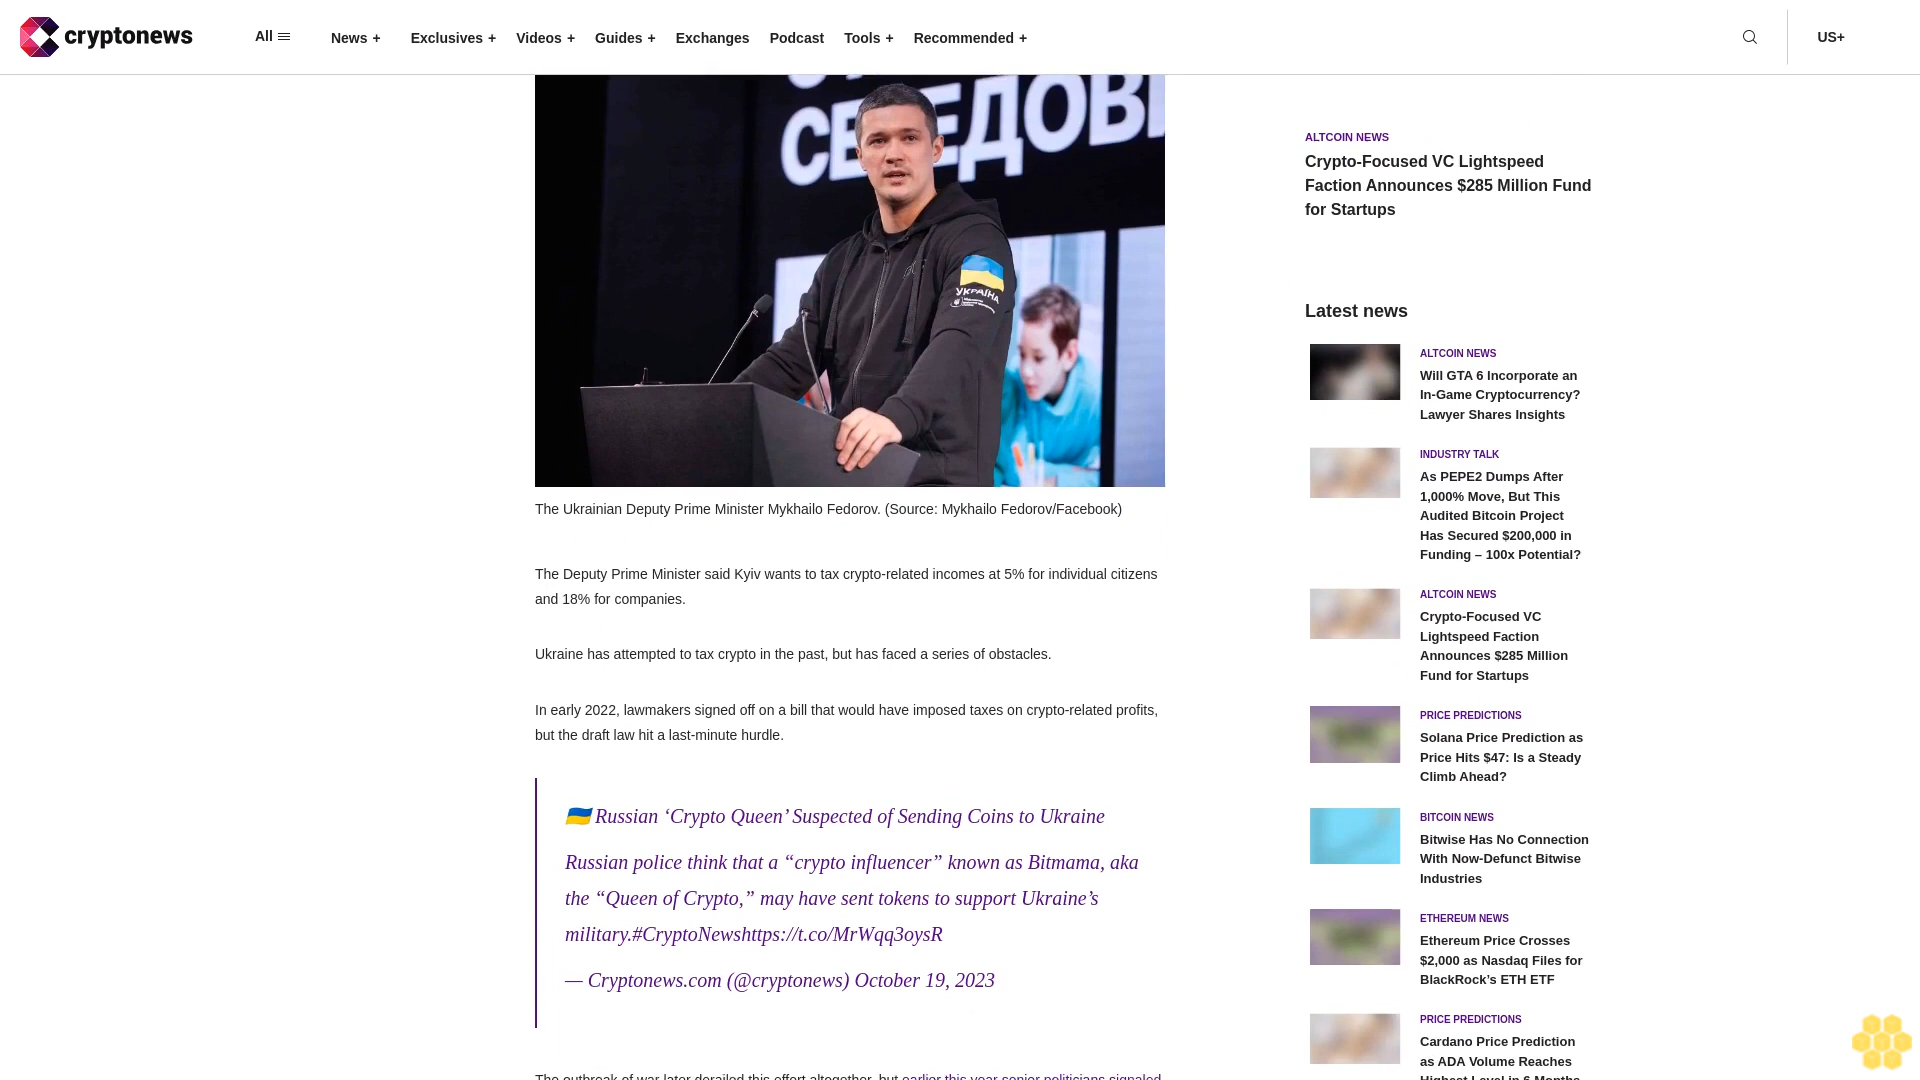 cryptonews
All
News +
Exclusives +
Videos +
Guides +
Exchanges
Podcast
Tools +
Recommended +
US+
СЕРЕДОВ
УКРАЇНА
The Ukrainian Deputy Prime Minister Mykhailo Fedorov. (Source: Mykhailo Fedorov/Facebook)
The Deputy Prime Minister said Kyiv wants to tax crypto-related incomes at 5% for individual citizens
and 18% for companies.
Ukraine has attempted to tax crypto in the past, but has faced a series of obstacles.
In early 2022, lawmakers signed off on a bill that would have imposed taxes on crypto-related profits,
but the draft law hit a last-minute hurdle.
🇺🇦 Russian ‘Crypto Queen’ Suspected of Sending Coins to Ukraine
Russian police think that a “crypto influencer” known as Bitmama, aka
the “Queen of Crypto,” may have sent tokens to support Ukraine’s
military.#CryptoNewshttps://t.co/MrWqq3oysR
— Cryptonews.com (@cryptonews) October 19, 2023
The outbreak of war later derailed this effort altogether, but earlier this year senior politicians signaled
ALTCOIN NEWS
Crypto-Focused VC Lightspeed
Faction Announces $285 Million Fund
for Startups
Latest news
ALTCOIN NEWS
Will GTA 6 Incorporate an
In-Game Cryptocurrency?
Lawyer Shares Insights
INDUSTRY TALK
As PEPE2 Dumps After
1,000% Move, But This
Audited Bitcoin Project
Has Secured $200,000 in
Funding – 100x Potential?
ALTCOIN NEWS
Crypto-Focused VC
Lightspeed Faction
Announces $285 Million
Fund for Startups
PRICE PREDICTIONS
Solana Price Prediction as
Price Hits $47: Is a Steady
Climb Ahead?
BITCOIN NEWS
Bitwise Has No Connection
With Now-Defunct Bitwise
Industries
ETHEREUM NEWS
Ethereum Price Crosses
$2,000 as Nasdaq Files for
BlackRock’s ETH ETF
PRICE PREDICTIONS
Cardano Price Prediction
as ADA Volume Reaches
Highest Level in 6 Months